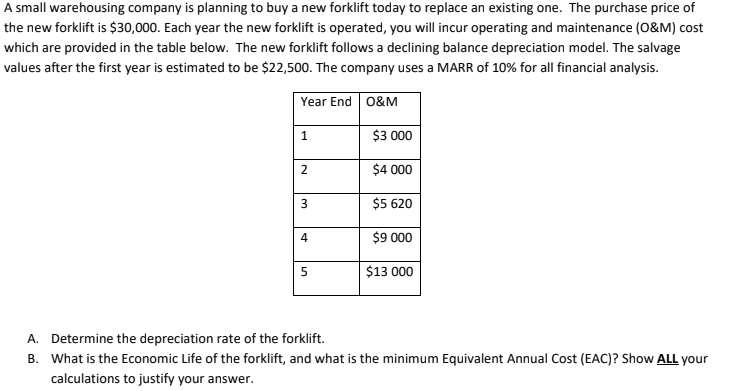 A small warehousing company is planning to buy a new forklift today to replace an existing one. The purchase price of
the new forklift is $30,000. Each year the new forklift is operated, you will incur operating and maintenance (O&M) cost
which are provided in the table below. The new forklift follows a declining balance depreciation model. The salvage
values after the first year is estimated to be $22,500. The company uses a MARR of 10% for all financial analysis.
Year End O&M
1 $3 000
2 $4 000
3 $5 620
4 $9 000
5 $13 000
A. Determine the depreciation rate of the forklift.
B. What is the Economic Life of the forklift, and what is the minimum Equivalent Annual Cost (EAC)? Show ALL your
calculations to justify your answer.